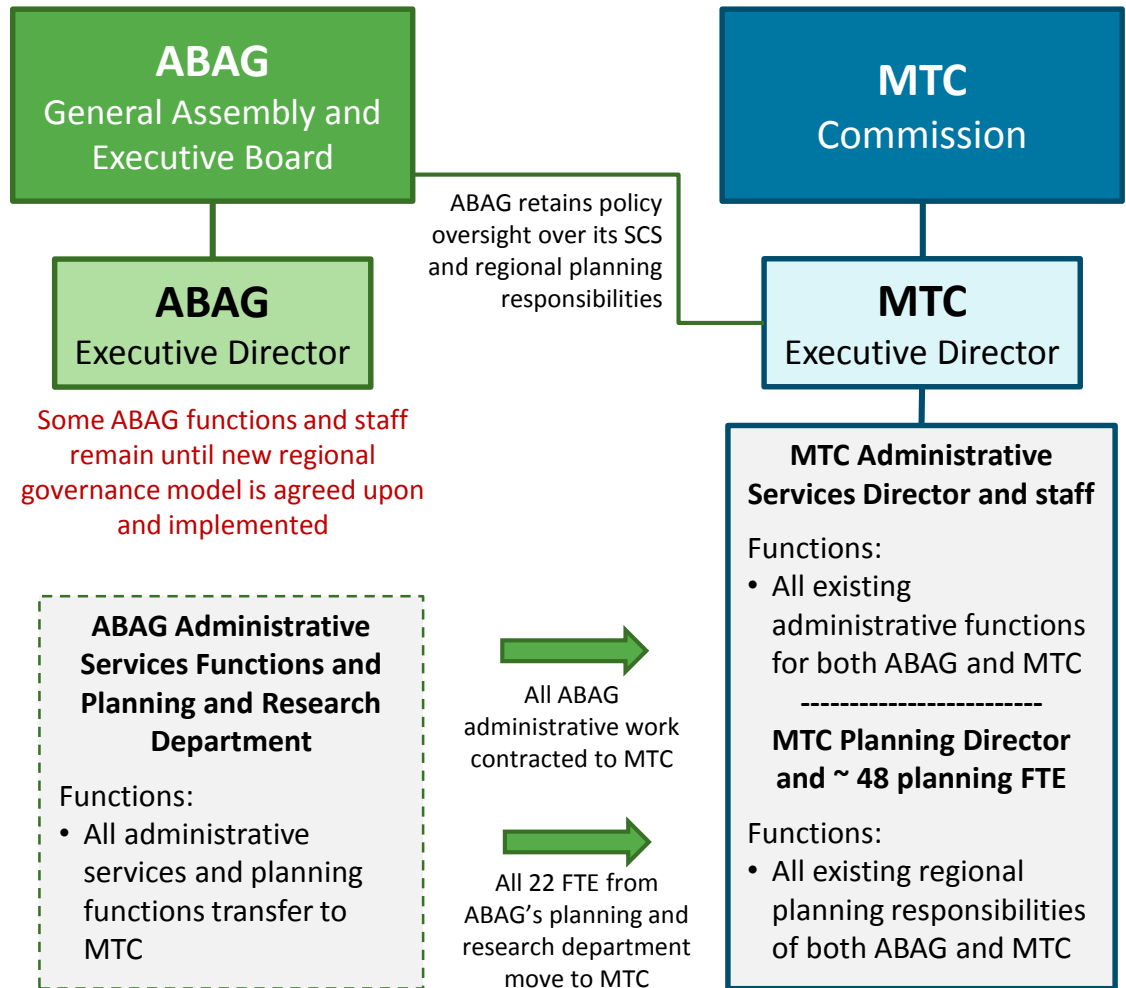 ABAG
General Assembly and
Executive Board
MTC
Commission
ABAG retains policy
oversight over its SCS
and regional planning
responsibilities
ABAG
Executive Director
MTC
Executive Director
Some ABAG functions and staff
remain until new regional
governance model is agreed upon
and implemented
ABAG Administrative
Services Functions and
Planning and Research
Department
Functions:
• All administrative
services and planning
functions transfer to
MTC
All ABAG
administrative work
contracted to MTC
All 22 FTE from
ABAG’s planning and
research department
move to MTC
MTC Administrative
Services Director and staff
Functions:
• All existing
administrative functions
for both ABAG and MTC
-------------------------
MTC Planning Director
and ~ 48 planning FTE
Functions:
• All existing regional
planning responsibilities
of both ABAG and MTC